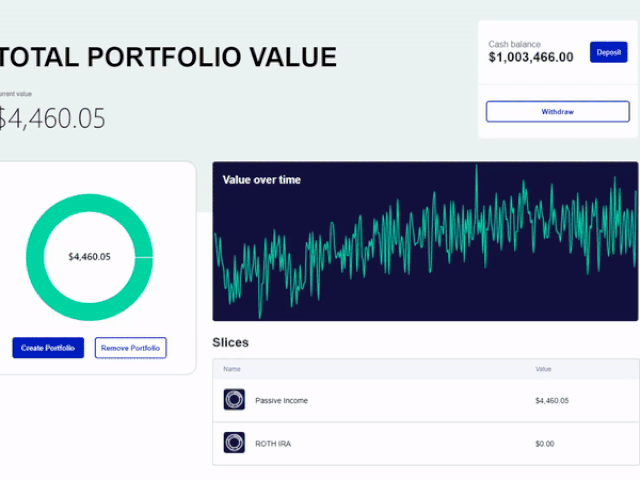 TOTAL PORTFOLIO VALUE
urrent value
$4,460.05
Cash balance
$1,003,466.00
Deposit
Withdraw
$4,460.05
Create Portfolio
Remove Portfolio
Value over time
Slices
Name Value
Passive Income $4,460.05
ROTH IRA $0.00